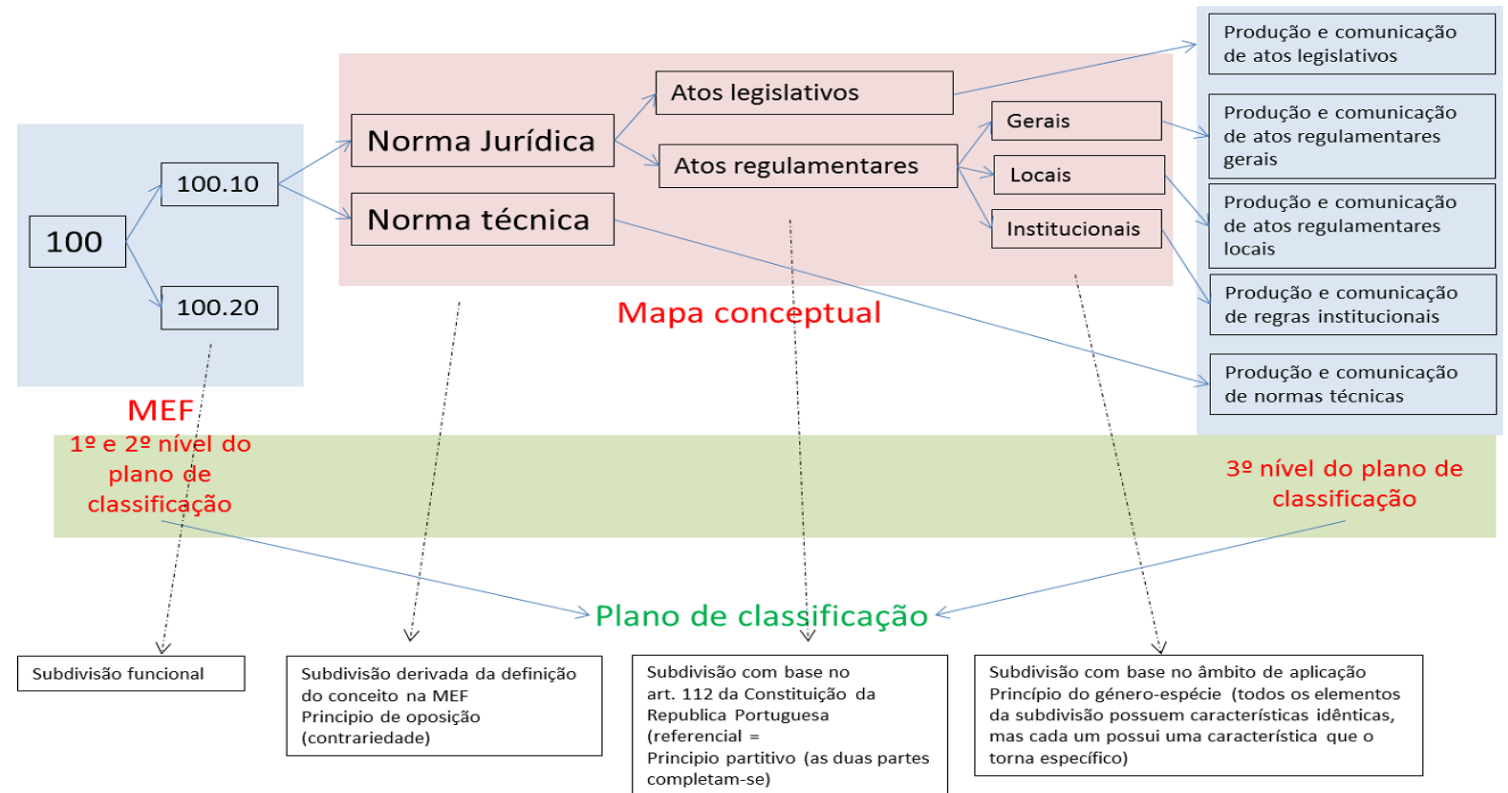 100
100.10
100.20
Norma Jurídica
Norma técnica
Atos legislativos
Atos regulamentares
Gerais
Locais
Institucionais
Produção e comunicação
de atos legislativos
Produção e comunicação
de atos regulamentares
gerais
Produção e comunicação
de atos regulamentares
locais
Produção e comunicação
de regras institucionais
Produção e comunicação
de normas técnicas
Mapa conceptual
MEF
1º e 2º nível do
plano de
classificação
3º nível do plano de
classificação
Plano de classificação
Subdivisão funcional
Subdivisão derivada da definição
do conceito na MEF
Principio de oposição
(contrariedade)
Subdivisão com base no
art. 112 da Constituição da
Republica Portuguesa
(referencial =
Principio partitivo (as duas partes
completam-se)
Subdivisão com base no âmbito de aplicação
Princípio do género-espécie (todos os elementos
da subdivisão possuem características idênticas,
mas cada um possui uma característica que o
torna específico)